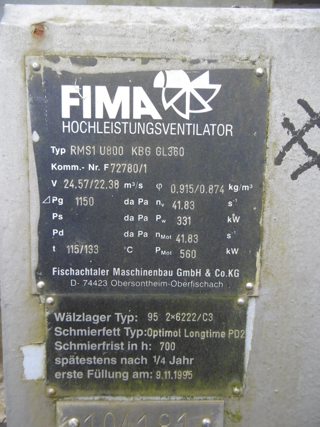 FIMA
HOCHLEISTUNGSVENTILATOR
Typ RMS1 U800 KBG GL360
Komm.- Nr. F72780/1
V 24.57/22.38 m³/s φ 0.915/0.874 kg/m³
⊿Pg 1150 da Pa nᵥ 41.83 s⁻¹
Ps da Pa Pw 331 kW
Pd da Pa nMot 41.83 s⁻¹
t 115/133 °C PMot 560 kW
Fischachtaler Maschinenbau GmbH & Co.KG
D- 74423 Obersontheim-Oberfischach
Wälzlager Typ: 95 2×6222/C3
Schmierfett Typ: Optimol Longtime PD2
Schmierfrist in h: 700
spätestens nach 1/4 Jahr
erste Füllung am: 9.11.1995